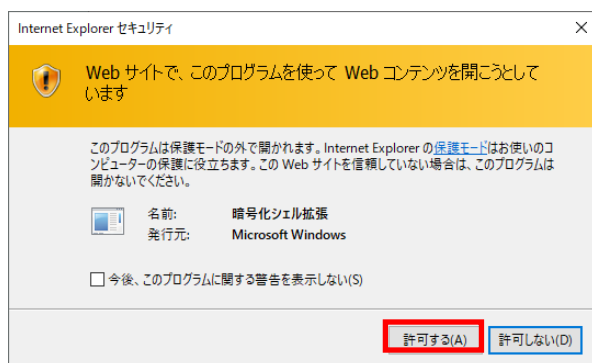 Internet Explorer セキュリティ
Web サイトで、このプログラムを使って Web コンテンツを開こうとして
います
このプログラムは保護モードの外で開かれます。Internet Explorer の保護モードはお使いのコ
ンピューターの保護に役立ちます。この Web サイトを信頼していない場合は、このプログラムは
開かないでください。
名前: 暗号化シェル拡張
発行元: Microsoft Windows
今後、このプログラムに関する警告を表示しない(S)
許可する(A) 許可しない(D)